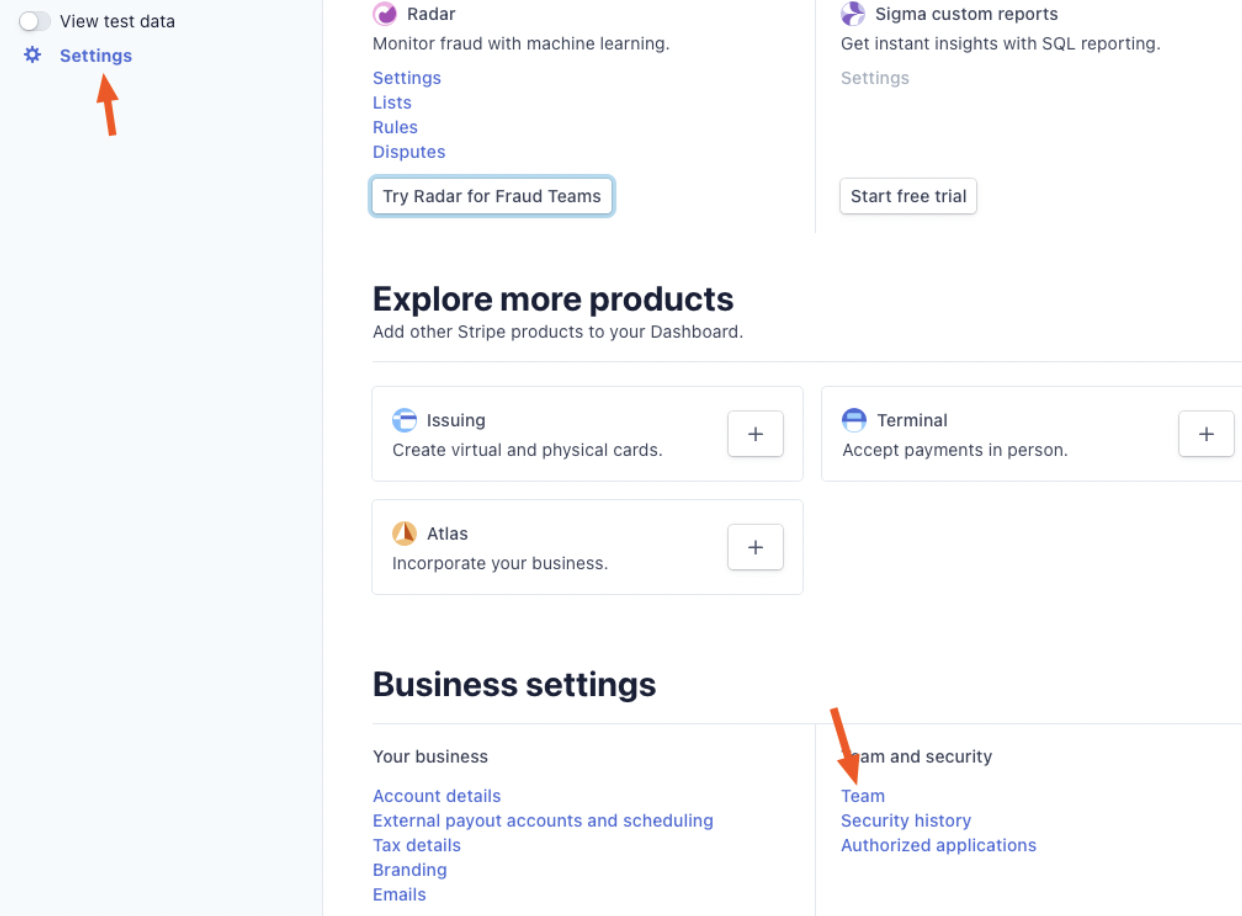 View test data
Settings
Radar
Monitor fraud with machine learning.
Settings
Lists
Rules
Disputes
Try Radar for Fraud Teams
Sigma custom reports
Get instant insights with SQL reporting.
Settings
Start free trial
Explore more products
Add other Stripe products to your Dashboard.
Issuing
Create virtual and physical cards.
+
Terminal
Accept payments in person.
+
Atlas
Incorporate your business.
+
Business settings
Your business
Account details
External payout accounts and scheduling
Tax details
Branding
Emails
Team and security
Team
Security history
Authorized applications